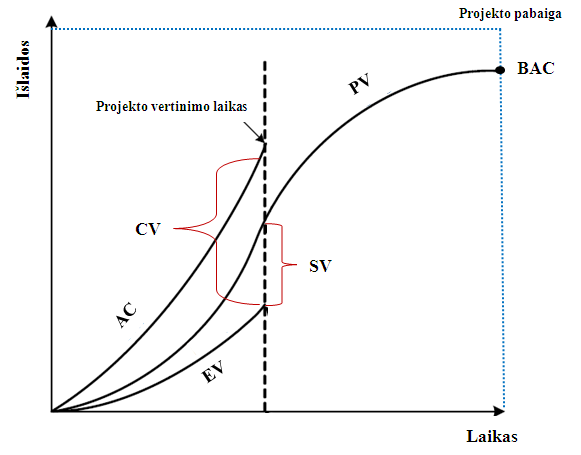 Projekto pabaiga
Išlaidos
BAC
PV
Projekto vertinimo laikas
CV
SV
AC
EV
Laikas